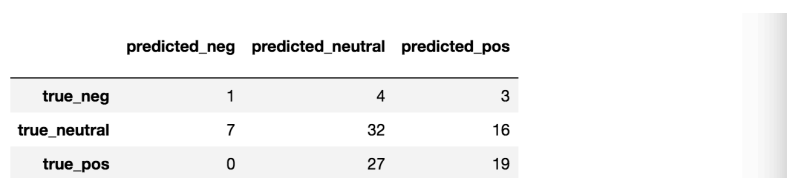 predicted_neg predicted_neutral predicted_pos
true_neg 1 4 3
true_neutral 7 32 16
true_pos 0 27 19